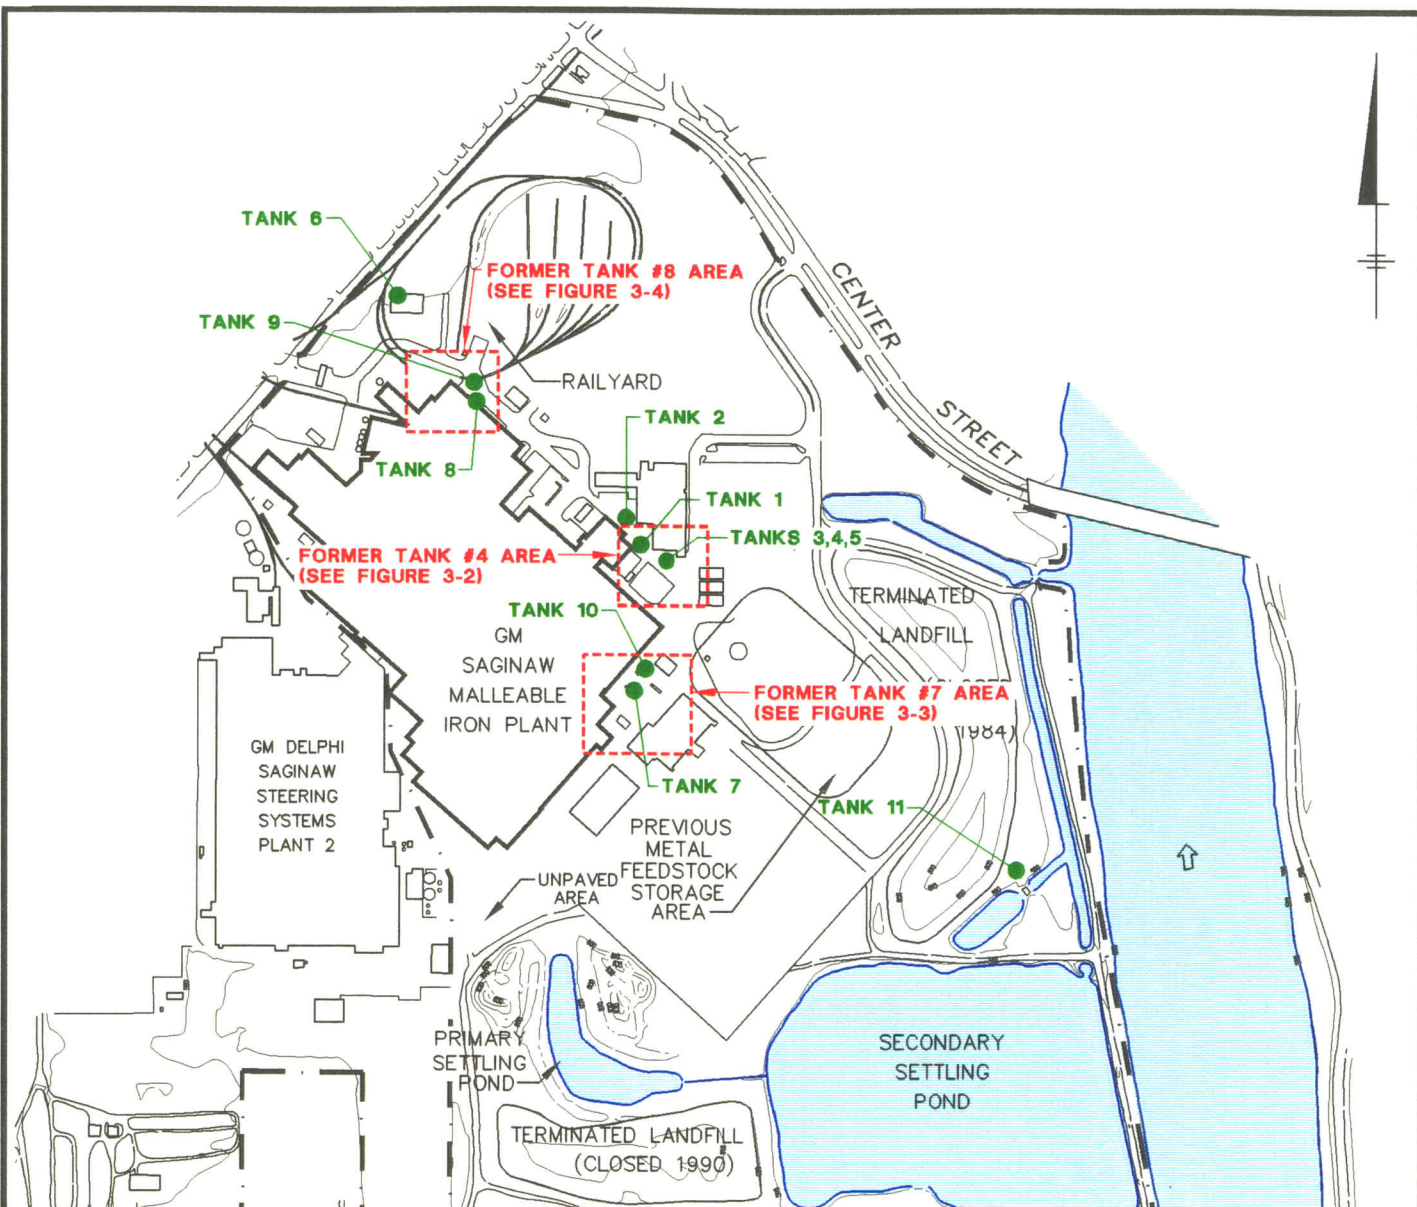 TANK 6
FORMER TANK #8 AREA
(SEE FIGURE 3-4)
TANK 9
RAILYARD
CENTER
STREET
TANK 2
TANK 8
TANK 1
TANKS 3,4,5
FORMER TANK #4 AREA
(SEE FIGURE 3-2)
TERMINATED
LANDFILL
1984)
TANK 10
GM
SAGINAW
MALLEABLE
IRON PLANT
FORMER TANK #7 AREA
(SEE FIGURE 3-3)
GM DELPHI
SAGINAW
STEERING
SYSTEMS
PLANT 2
TANK 7
TANK 11
PREVIOUS
METAL
FEEDSTOCK
STORAGE
AREA
UNPAVED
AREA
PRIMARY
SETTLING
POND
SECONDARY
SETTLING
POND
TERMINATED LANDFILL
(CLOSED 1990)